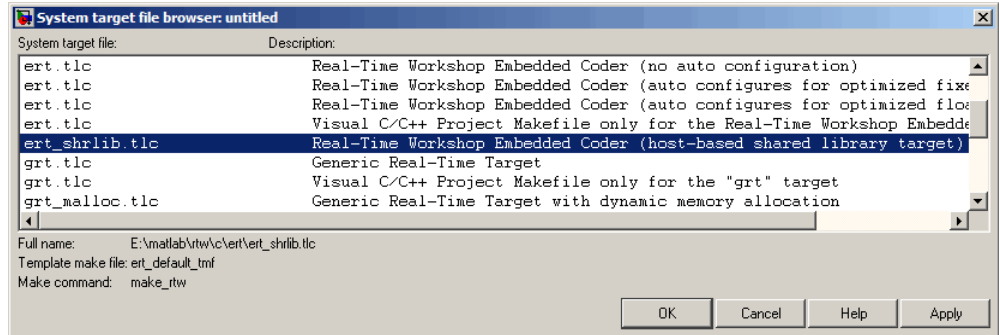 System target file browser: untitled
System target file: Description:
ert.tlc Real-Time Workshop Embedded Coder (no auto configuration)
ert.tlc Real-Time Workshop Embedded Coder (auto configures for optimized fixe
ert.tlc Real-Time Workshop Embedded Coder (auto configures for optimized floa
ert.tlc Visual C/C++ Project Makefile only for the Real-Time Workshop Embedde
ert_shrlib.tlc Real-Time Workshop Embedded Coder (host-based shared library target)
grt.tlc Generic Real-Time Target
grt.tlc Visual C/C++ Project Makefile only for the "grt" target
grt_malloc.tlc Generic Real-Time Target with dynamic memory allocation
Full name: E:\matlab\rtw\c\ert\ert_shrlib.tlc
Template make file: ert_default_tmf
Make command: make_rtw
OK Cancel Help Apply